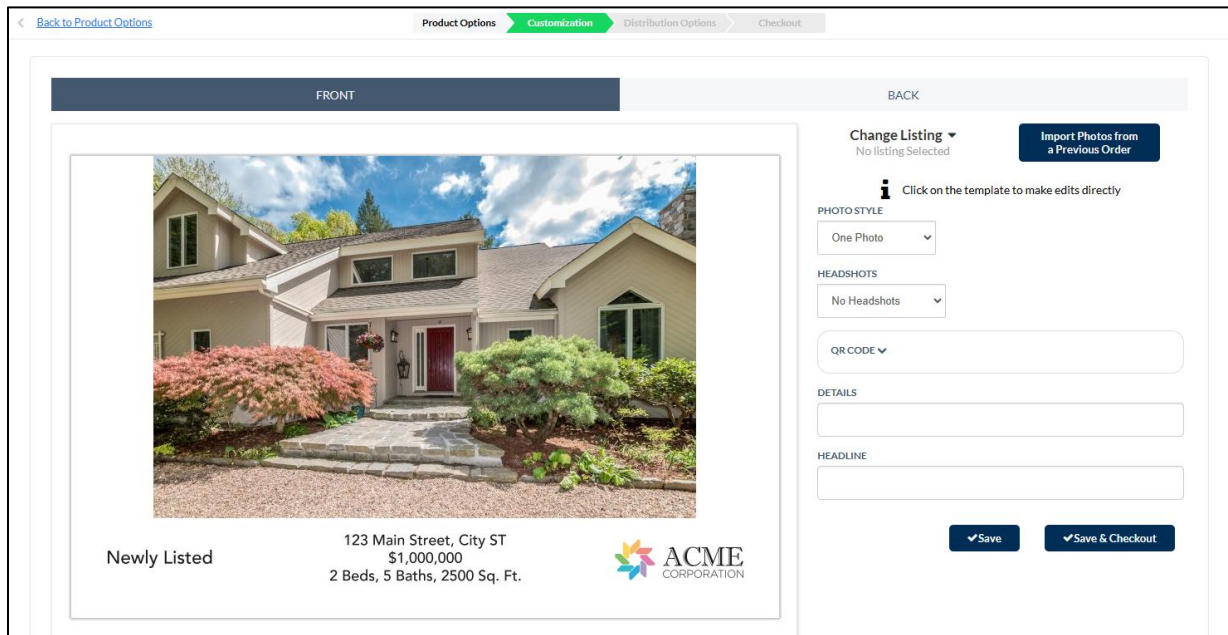 Back to Product Options
Product Options Customization Distribution Options Checkout
FRONT BACK
Change Listing
No listing Selected
Import Photos from
a Previous Order
Click on the template to make edits directly
PHOTO STYLE
One Photo
HEADSHOTS
No Headshots
QR CODE
DETAILS
HEADLINE
Save Save & Checkout
Newly Listed
123 Main Street, City ST
$1,000,000
2 Beds, 5 Baths, 2500 Sq. Ft.
ACME
CORPORATION